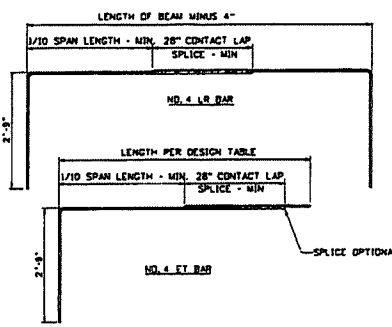 LENGTH OF BEAM MINUS 4"
1/10 SPAN LENGTH - MIN. 28" CONTACT LAP
SPLICE - MIN
NO. 4 LR BAR
2'-9"
LENGTH PER DESIGN TABLE
1/10 SPAN LENGTH - MIN. 28" CONTACT LAP
SPLICE - MIN
SPLICE OPTIONA
NO. 4 ET BAR
2'-9"